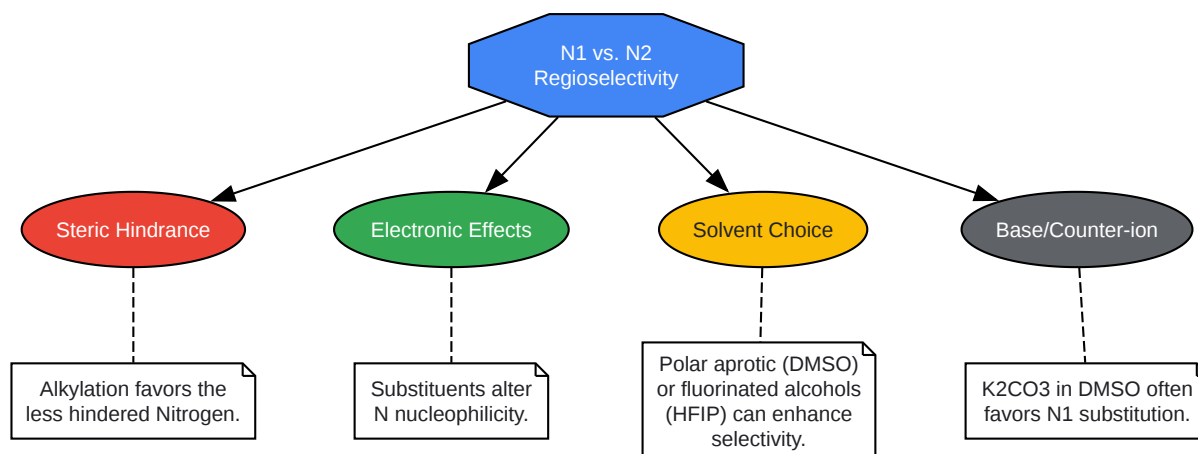 N1 vs. N2
Regioselectivity
Steric Hindrance
Electronic Effects
Solvent Choice
Base/Counter-ion
Alkylation favors the
less hindered Nitrogen.
Substituents alter
N nucleophilicity.
Polar aprotic (DMSO)
or fluorinated alcohols
(HFIP) can enhance
selectivity.
K2CO3 in DMSO often
favors N1 substitution.